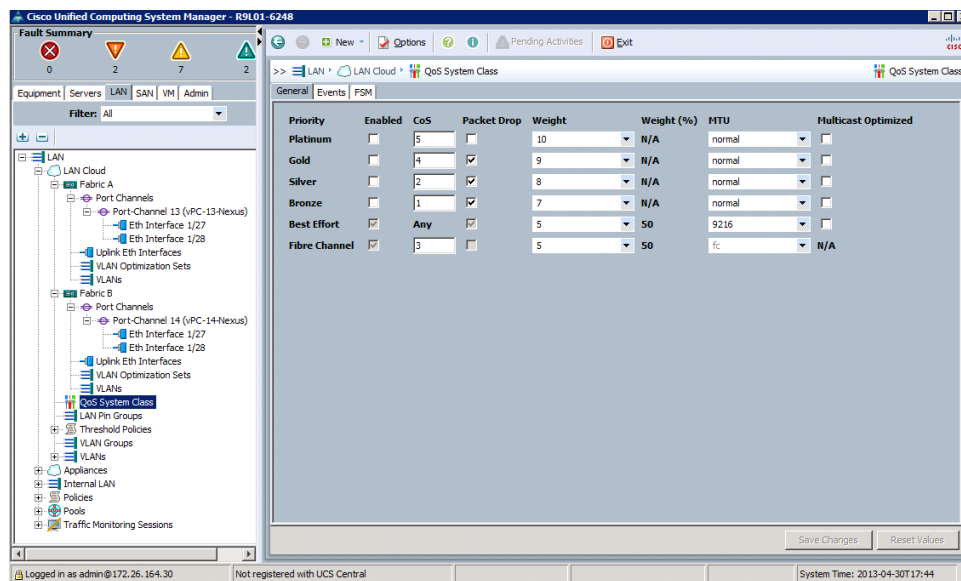 Cisco Unified Computing System Manager - R9L01-6248
Fault Summary
0 2 7 2
New Options Pending Activities Exit
>> LAN LAN Cloud QoS System Class QoS System Class
Equipment Servers LAN SAN VM Admin
General Events FSM
Filter: All
LAN
LAN Cloud
Fabric A
Port Channels
Port-Channel 13 (vPC-13-Nexus)
Eth Interface 1/27
Eth Interface 1/28
Uplink Eth Interfaces
VLAN Optimization Sets
VLANs
Fabric B
Port Channels
Port-Channel 14 (vPC-14-Nexus)
Eth Interface 1/27
Eth Interface 1/28
Uplink Eth Interfaces
VLAN Optimization Sets
VLANs
QoS System Class
LAN Pin Groups
Threshold Policies
VLAN Groups
VLANs
Appliances
Internal LAN
Policies
Pools
Traffic Monitoring Sessions
Priority Enabled CoS Packet Drop Weight Weight (%) MTU Multicast Optimized
Platinum 5 10 N/A normal
Gold 4 9 N/A normal
Silver 2 8 N/A normal
Bronze 1 7 N/A normal
Best Effort Any 5 50 9216
Fibre Channel 3 5 50 fc N/A
Save Changes Reset Values
Logged in as admin@172.26.164.30 Not registered with UCS Central System Time: 2013-04-30T17:44